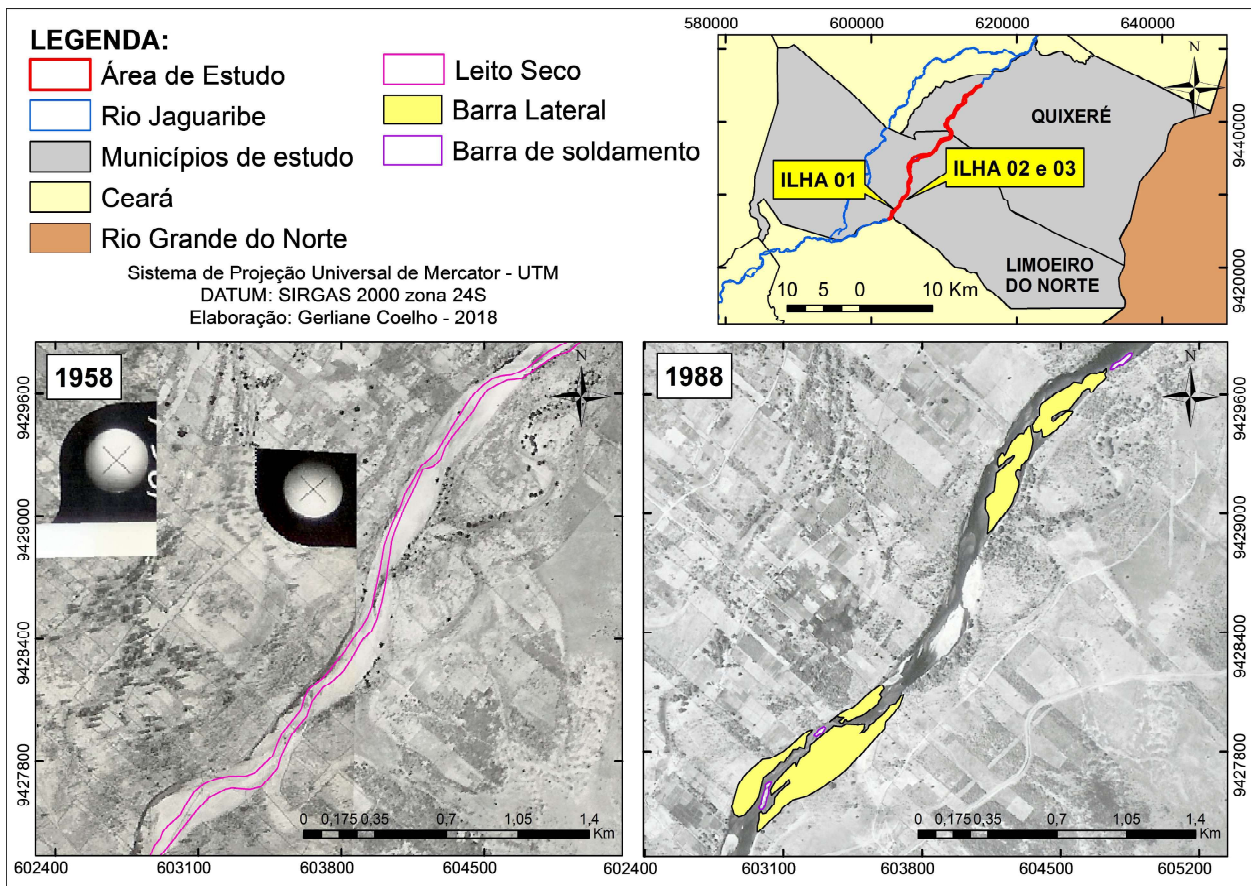 LEGENDA:
Área de Estudo
Rio Jaguaribe
Municípios de estudo
Ceará
Rio Grande do Norte
Leito Seco
Barra Lateral
Barra de soldamento
Sistema de Projeção Universal de Mercator - UTM
DATUM: SIRGAS 2000 zona 24S
Elaboração: Gerliane Coelho - 2018
580000 600000 620000 640000
N
QUIXERÉ
ILHA 01
ILHA 02 e 03
LIMOEIRO
DO NORTE
10 5 0 10 Km
9440000
9420000
1958
N
9429600
9429000
9428400
9427800
0 0,175 0,35 0,7 1,05 1,4
Km
602400 603100 603800 604500 602400
1988
N
9429600
9429000
9428400
9427800
0 0,175 0,35 0,7 1,05 1,4
Km
603100 603800 604500 605200